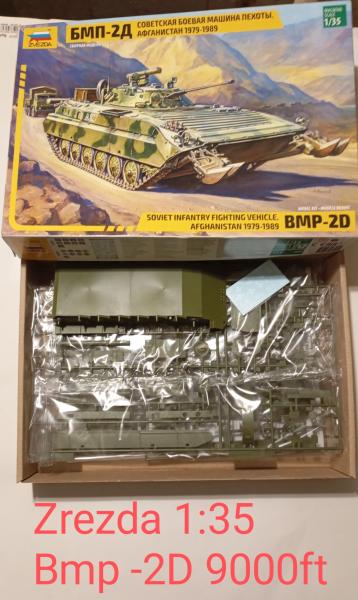 ZVEZDA
БМП-2Д
СОВЕТСКАЯ БОЕВАЯ МАШИНА ПЕХОТЫ.
АФГАНИСТАН 1979-1989
1/35
SOVIET INFANTRY FIGHTING VEHICLE.
AFGHANISTAN 1979-1989
BMP-2D
Zrezda 1:35
Bmp -2D 9000ft